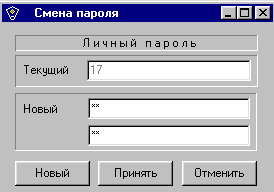 Смена пароля
Личный пароль
Текущий 17
Новый **
**
Новый Принять Отменить